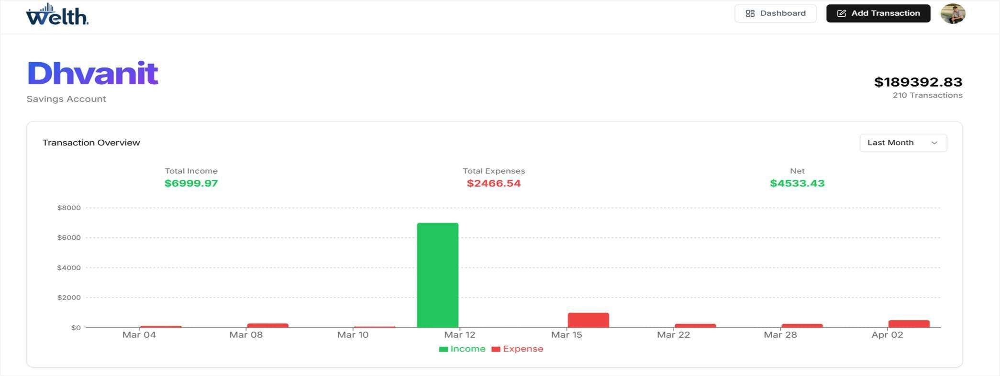 Welth.
Dashboard
Add Transaction
Dhvanit
Savings Account
$189392.83
210 Transactions
Transaction Overview
Last Month
Total Income
$6999.97
Total Expenses
$2466.54
Net
$4533.43
$8000
$6000
$4000
$2000
$0
Mar 04 Mar 08 Mar 10 Mar 12 Mar 15 Mar 22 Mar 28 Apr 02
Income Expense